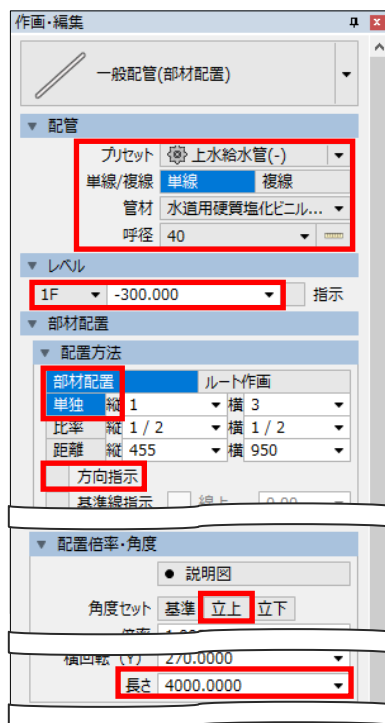 作画・編集
一般配管(部材配置)
配管
プリセット 上水給水管(-)
単線/複線 単線 複線
管材 水道用硬質塩化ビニル...
呼径 40
レベル
1F -300.000 指示
部材配置
配置方法
部材配置 ルート作画
単独 縦 1 横 3
比率 縦 1 / 2 横 1 / 2
距離 縦 455 横 950
方向指示
基準線指示 線上 0.00
配置倍率・角度
● 説明図
角度セット 基準 立上 立下
横回転 (Y) 270.0000
長さ 4000.0000